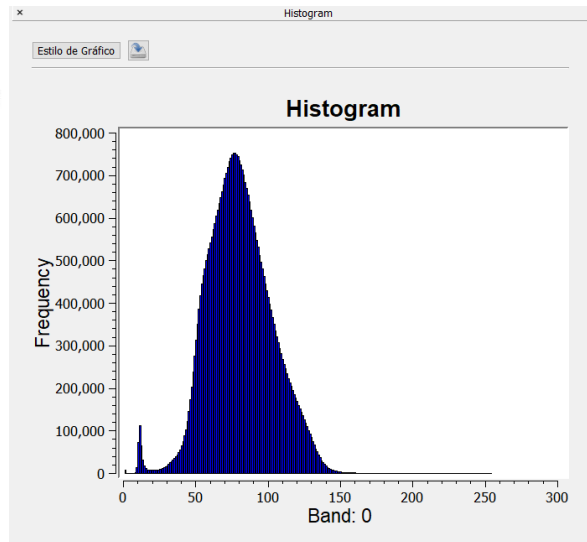 × Histogram
Estilo de Gráfico
Histogram
800,000
700,000
600,000
500,000
400,000
300,000
200,000
100,000
0
Frequency
0 50 100 150 200 250 300
Band: 0